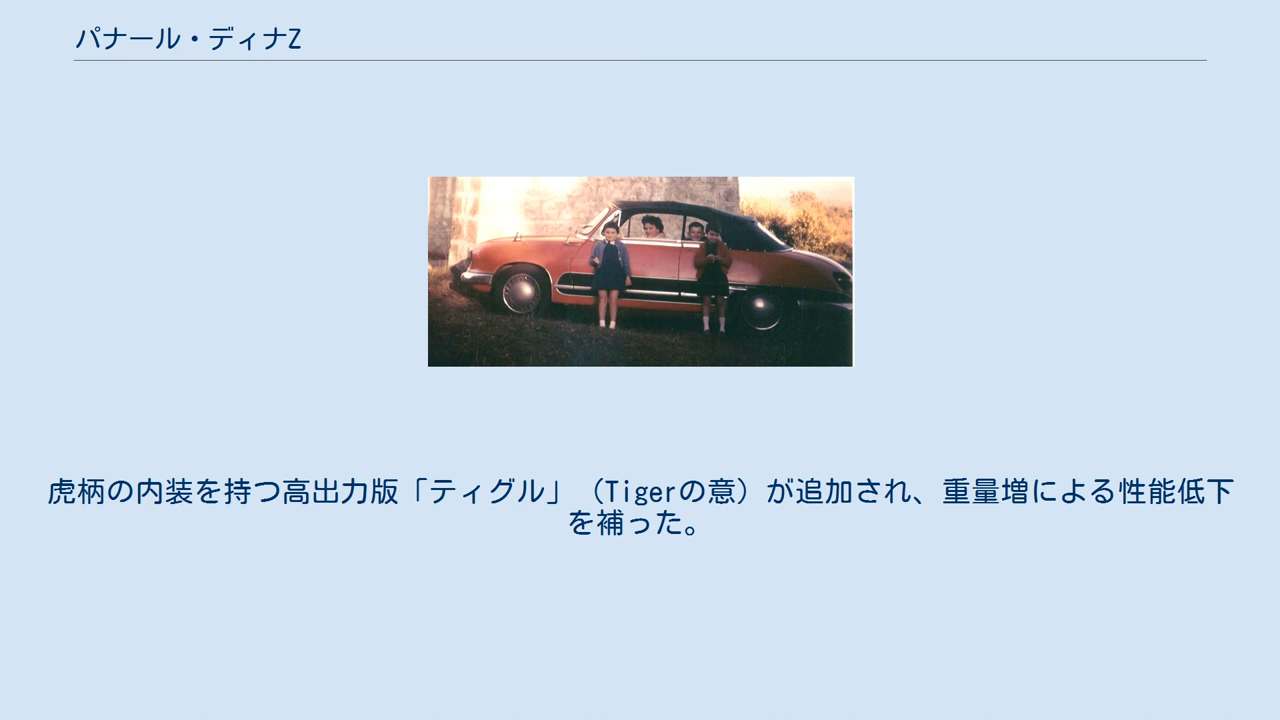 パナール・ディナZ
虎柄の内装を持つ高出力版「ティグル」（Tigerの意）が追加され、重量増による性能低下
を補った。